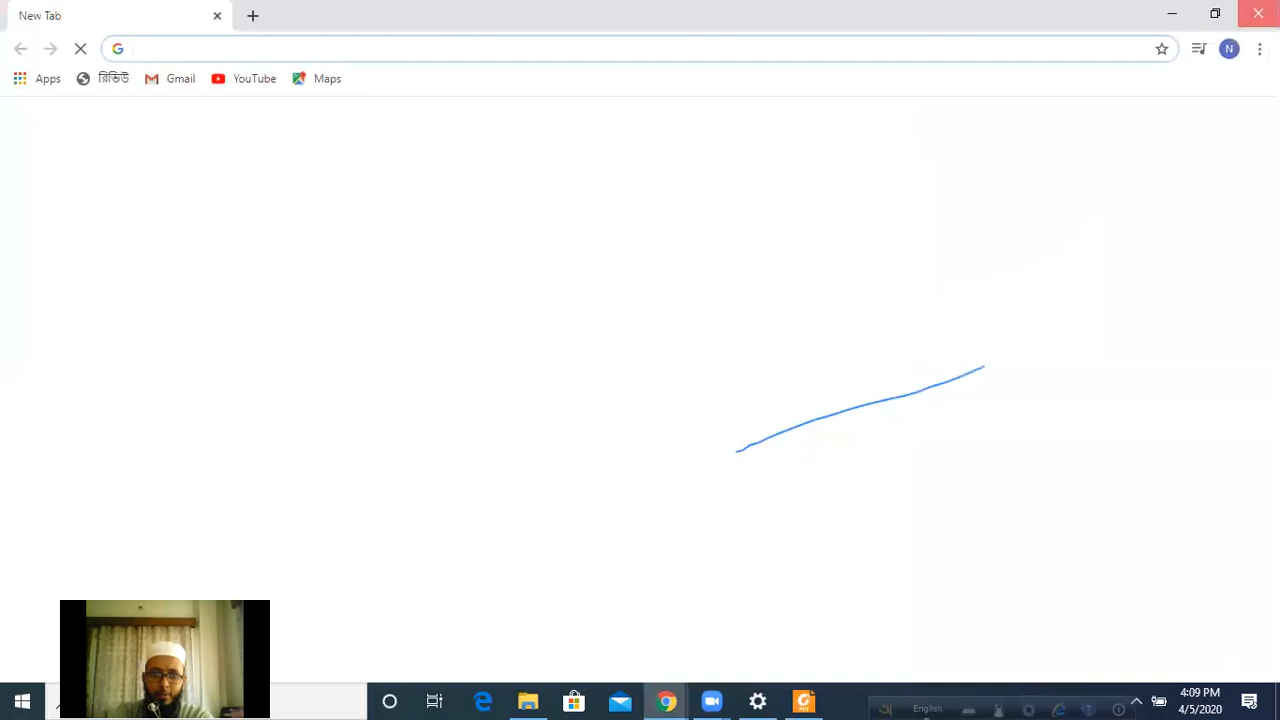 New Tab
Apps রিভিউ Gmail YouTube Maps
English
4:09 PM
4/5/2020